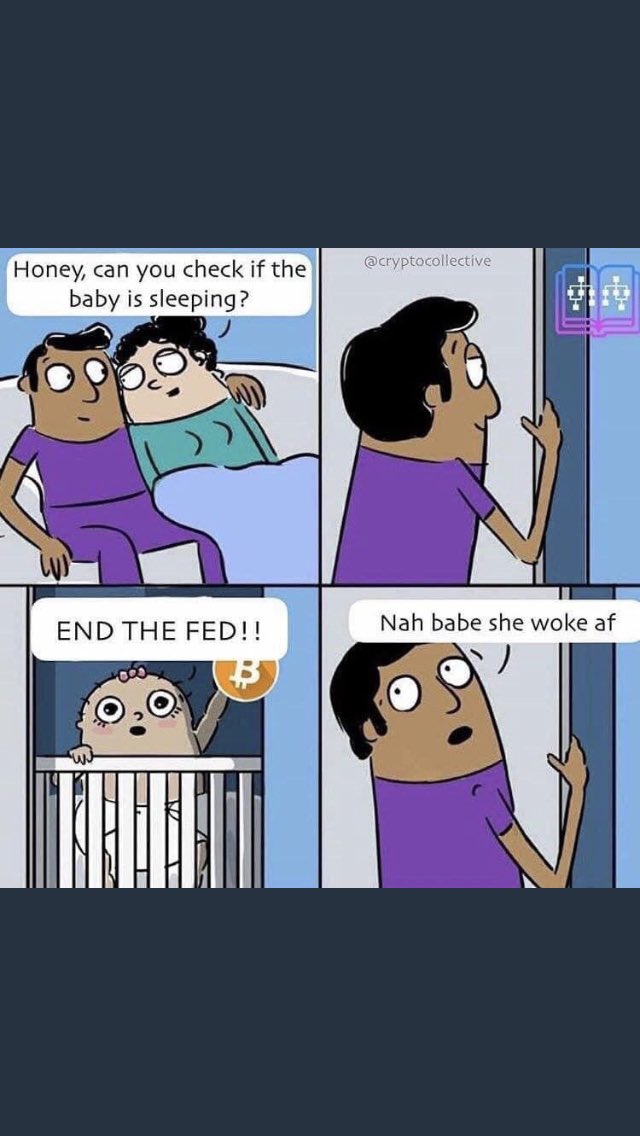 Honey, can you check if the
baby is sleeping?
@cryptocollective
END THE FED!!
Nah babe she woke af